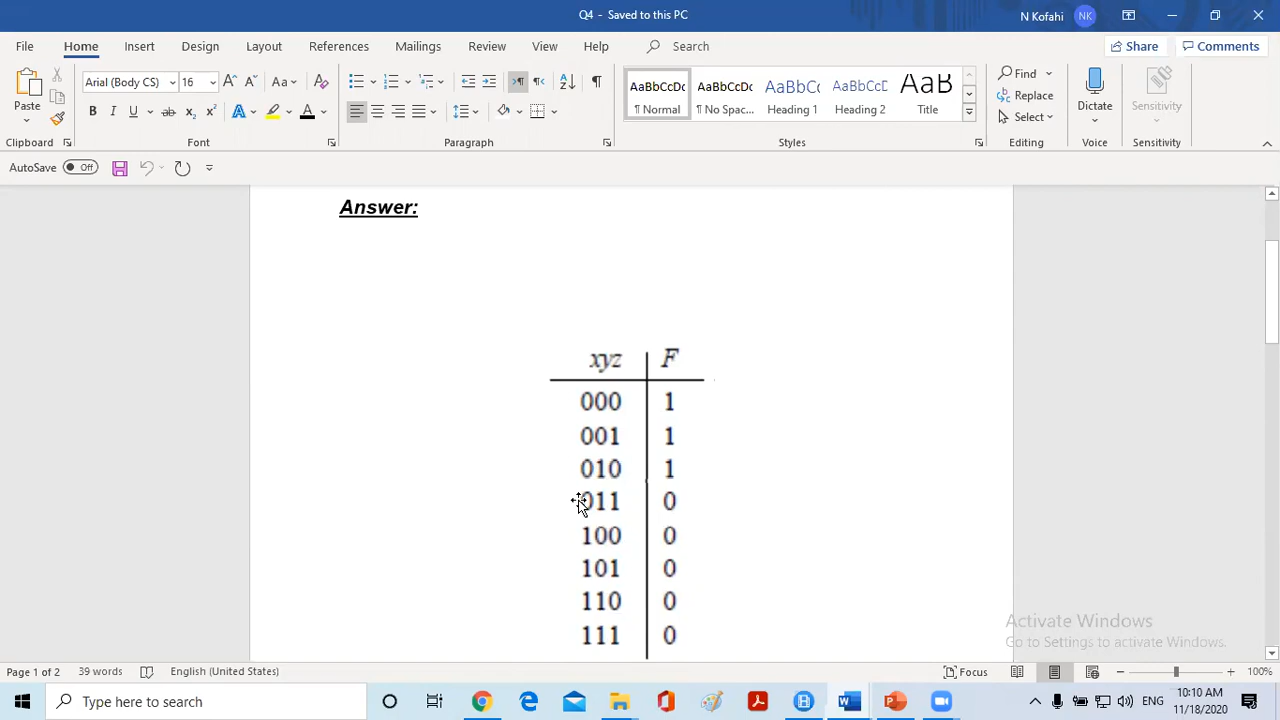 Q4 - Saved to this PC
N Kofahi NK
File Home Insert Design Layout References Mailings Review View Help Search Share Comments
Paste
Clipboard
Arial (Body CS) 16
Font
Paragraph
AaBbCcDc AaBbCcDc AaBbCc AaBbCcD AaB
¶ Normal ¶ No Spac... Heading 1 Heading 2 Title
Styles
Find
Replace
Select
Editing
Dictate
Voice
Sensitivity
Sensitivity
AutoSave Off
Answer:
xyz F
000 1
001 1
010 1
011 0
100 0
101 0
110 0
111 0
Activate Windows
Go to Settings to activate Windows.
Page 1 of 2 39 words English (United States) Focus 100%
Type here to search
ENG
10:10 AM
11/18/2020